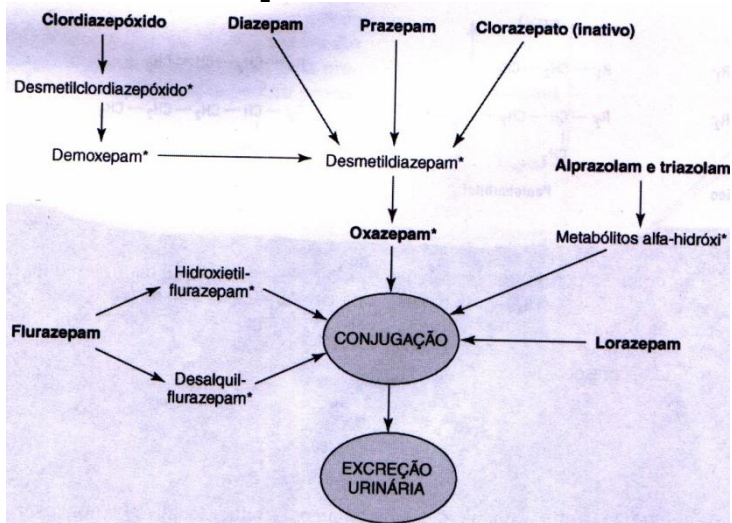 Clordiazepóxido
Diazepam
Prazepam
Clorazepato (inativo)
Desmetilclordiazepóxido*
Demoxepam*
Desmetildiazepam*
Alprazolam e triazolam
Oxazepam*
Metabólitos alfa-hidróxi*
Hidroxietil-
flurazepam*
Flurazepam
CONJUGAÇÃO
Lorazepam
Desalquil-
flurazepam*
EXCREÇÃO
URINÁRIA